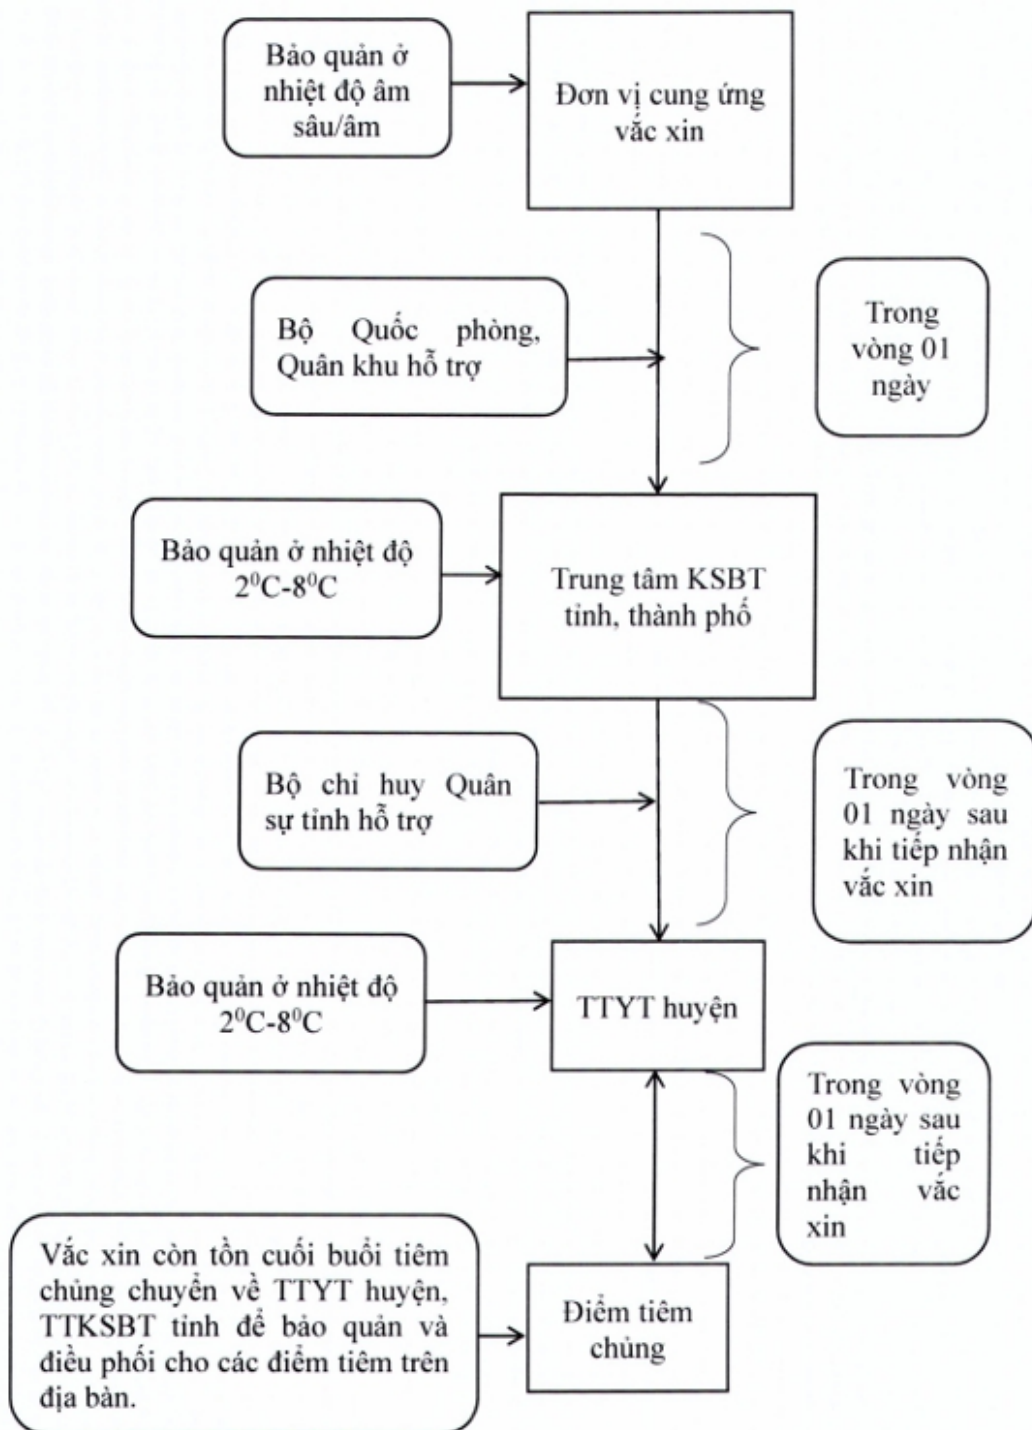 Bảo quản ở
nhiệt độ âm
sâu/âm
Đơn vị cung ứng
vắc xin
Bộ Quốc phòng,
Quân khu hỗ trợ
Trong
vòng 01
ngày
Bảo quản ở nhiệt độ
2⁰C-8⁰C
Trung tâm KSBT
tỉnh, thành phố
Bộ chỉ huy Quân
sự tỉnh hỗ trợ
Trong vòng
01 ngày sau
khi tiếp nhận
vắc xin
Bảo quản ở nhiệt độ
2⁰C-8⁰C
TTYT huyện
Trong vòng
01 ngày sau
khi tiếp
nhận vắc
xin
Vắc xin còn tồn cuối buổi tiêm
chủng chuyển về TTYT huyện,
TTKSBT tỉnh để bảo quản và
điều phối cho các điểm tiêm trên
địa bàn.
Điểm tiêm
chủng